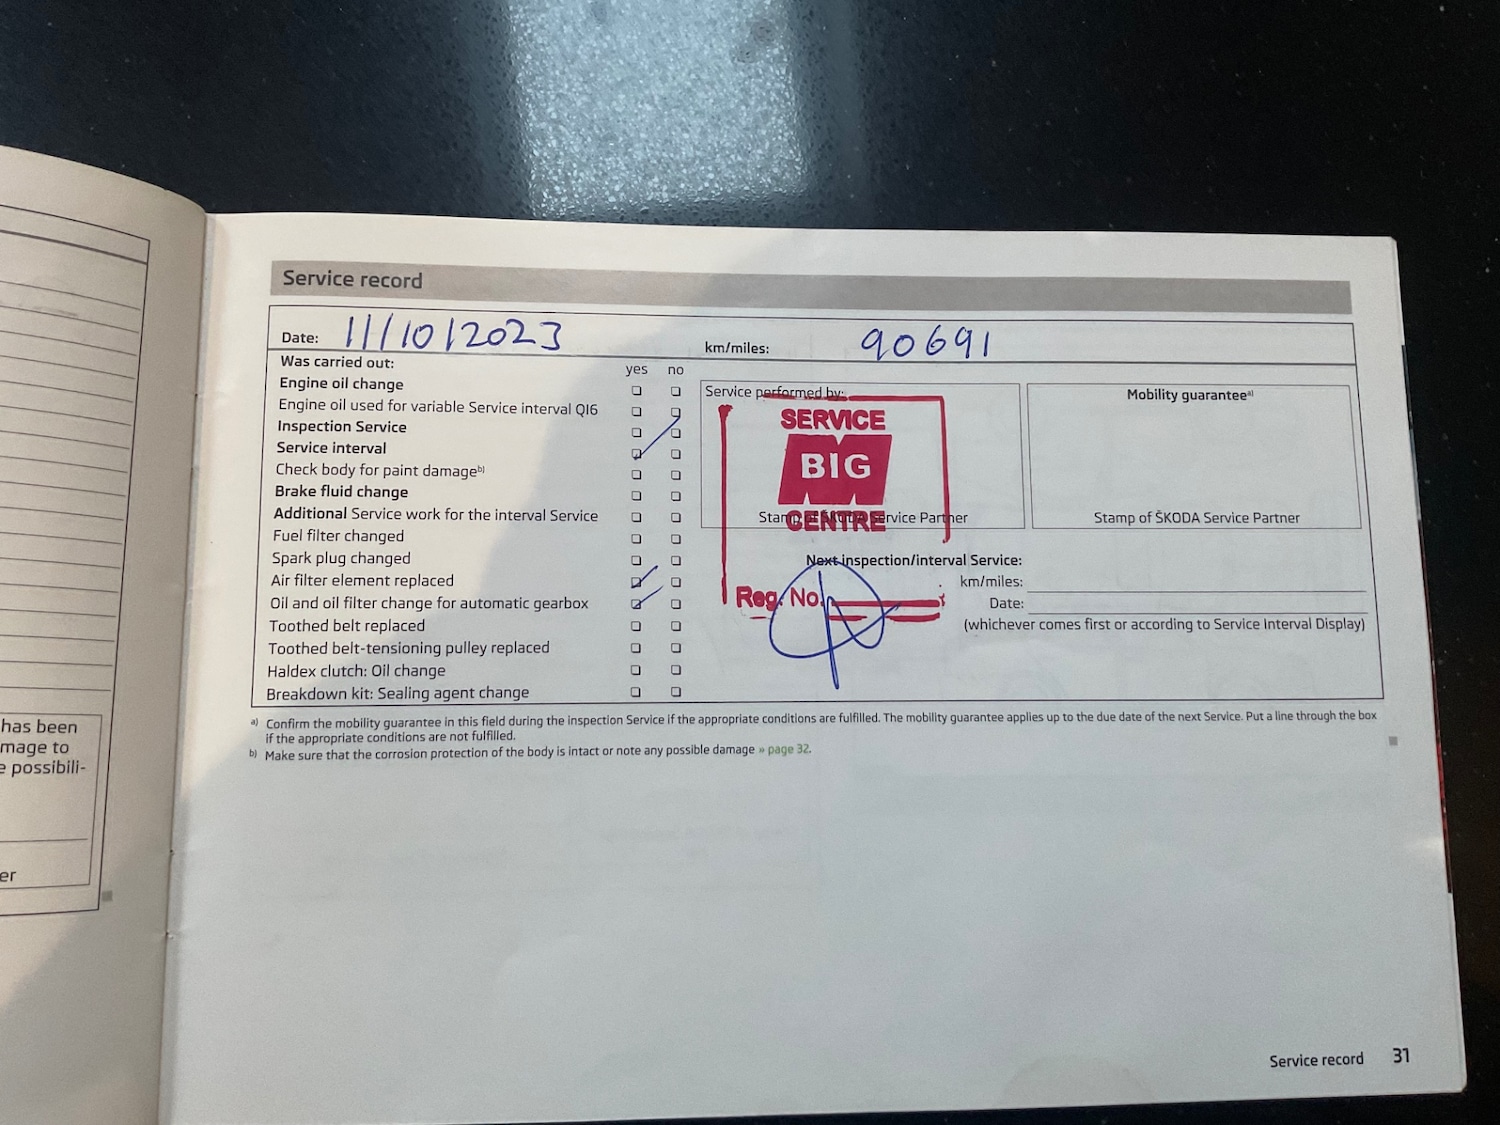 Service record
Date: 11/10/2023
km/miles: 90691
Was carried out:
yes no
Engine oil change
Engine oil used for variable Service interval QI6
Inspection Service
Service interval
Check body for paint damage b)
Brake fluid change
Additional Service work for the interval Service
Fuel filter changed
Spark plug changed
Air filter element replaced
Oil and oil filter change for automatic gearbox
Toothed belt replaced
Toothed belt-tensioning pulley replaced
Haldex clutch: Oil change
Breakdown kit: Sealing agent change
Service performed by:
SERVICE
BIG
CENTRE
Stamp of ŠKODA Service Partner
Reg. No.
Mobility guarantee a)
Stamp of ŠKODA Service Partner
Next inspection/interval Service:
km/miles:
Date:
(whichever comes first or according to Service Interval Display)
a) Confirm the mobility guarantee in this field during the inspection Service if the appropriate conditions are fulfilled. The mobility guarantee applies up to the due date of the next Service. Put a line through the box
if the appropriate conditions are not fulfilled.
b) Make sure that the corrosion protection of the body is intact or note any possible damage » page 32.
Service record 31
has been
mage to
e possibili-
er